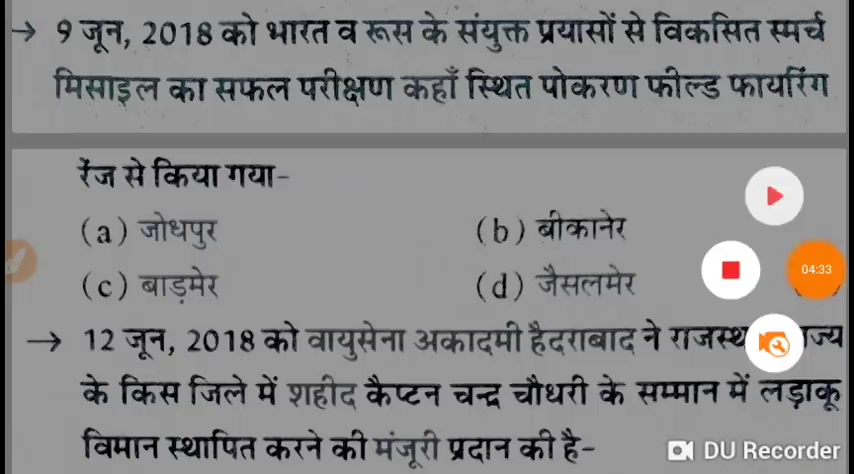 → 9 जून, 2018 को भारत व रूस के संयुक्त प्रयासों से विकसित स्मर्च
मिसाइल का सफल परीक्षण कहाँ स्थित पोकरण फील्ड फायरिंग
रेंज से किया गया-
(a) जोधपुर (b) बीकानेर
(c) बाड़मेर (d) जैसलमेर
04:33
→ 12 जून, 2018 को वायुसेना अकादमी हैदराबाद ने राज्य
के किस जिले में शहीद कैप्टन चन्द्र चौधरी के सम्मान में लड़ाकू
विमान स्थापित करने की मंजूरी प्रदान की है-
DU Recorder